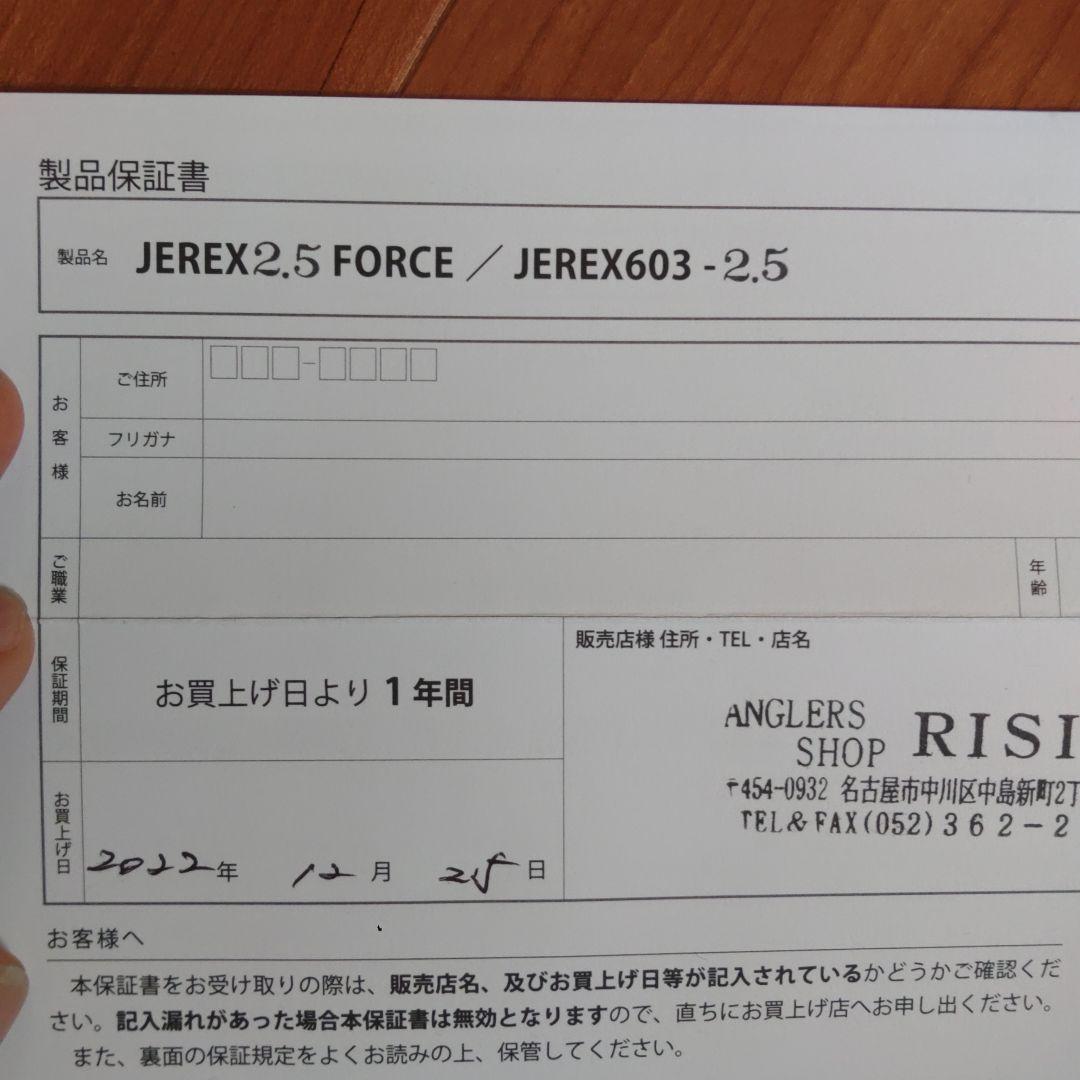 製品保証書
製品名 JEREX2.5 FORCE ／ JEREX603 -2.5
お客様
ご住所
フリガナ
お名前
ご職業
年齢
保証期間
お買上げ日より 1 年間
販売店様 住所・TEL・店名
ANGLERS
SHOP RISI
〒454-0932 名古屋市中川区中島新町2丁
TEL&FAX(052)362-2
お買上げ日
2022年 12月 25日
お客様へ
本保証書をお受け取りの際は、販売店名、及びお買上げ日等が記入されているかどうかご確認くだ
さい。記入漏れがあった場合本保証書は無効となりますので、直ちにお買上げ店へお申し出ください。
また、裏面の保証規定をよくお読みの上、保管してください。